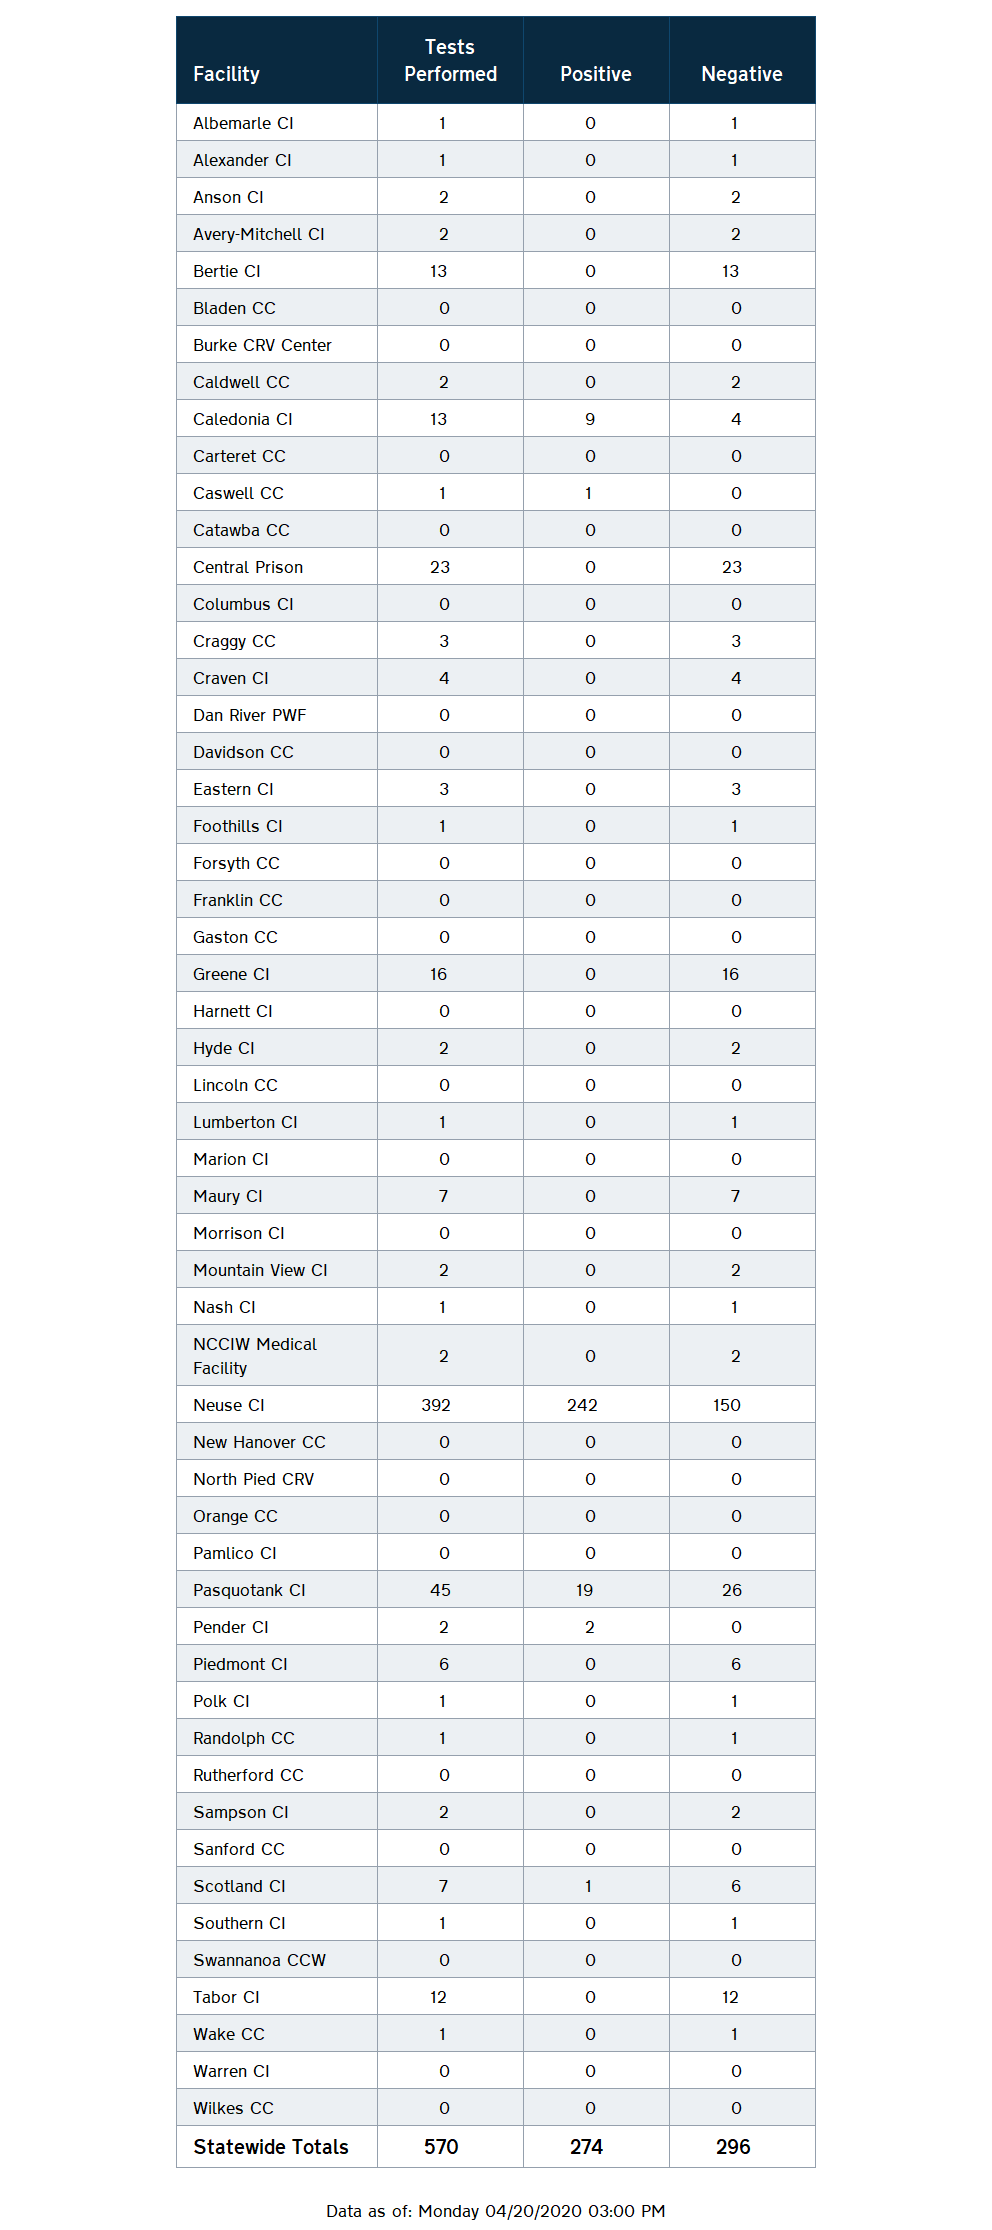 Facility Tests Performed Positive Negative
Albemarle CI 1 0 1
Alexander CI 1 0 1
Anson CI 2 0 2
Avery-Mitchell CI 2 0 2
Bertie CI 13 0 13
Bladen CC 0 0 0
Burke CRV Center 0 0 0
Caldwell CC 2 0 2
Caledonia CI 13 9 4
Carteret CC 0 0 0
Caswell CC 1 1 0
Catawba CC 0 0 0
Central Prison 23 0 23
Columbus CI 0 0 0
Craggy CC 3 0 3
Craven CI 4 0 4
Dan River PWF 0 0 0
Davidson CC 0 0 0
Eastern CI 3 0 3
Foothills CI 1 0 1
Forsyth CC 0 0 0
Franklin CC 0 0 0
Gaston CC 0 0 0
Greene CI 16 0 16
Harnett CI 0 0 0
Hyde CI 2 0 2
Lincoln CC 0 0 0
Lumberton CI 1 0 1
Marion CI 0 0 0
Maury CI 7 0 7
Morrison CI 0 0 0
Mountain View CI 2 0 2
Nash CI 1 0 1
NCCIW Medical Facility 2 0 2
Neuse CI 392 242 150
New Hanover CC 0 0 0
North Pied CRV 0 0 0
Orange CC 0 0 0
Pamlico CI 0 0 0
Pasquotank CI 45 19 26
Pender CI 2 2 0
Piedmont CI 6 0 6
Polk CI 1 0 1
Randolph CC 1 0 1
Rutherford CC 0 0 0
Sampson CI 2 0 2
Sanford CC 0 0 0
Scotland CI 7 1 6
Southern CI 1 0 1
Swannanoa CCW 0 0 0
Tabor CI 12 0 12
Wake CC 1 0 1
Warren CI 0 0 0
Wilkes CC 0 0 0
Statewide Totals 570 274 296
Data as of: Monday 04/20/2020 03:00 PM